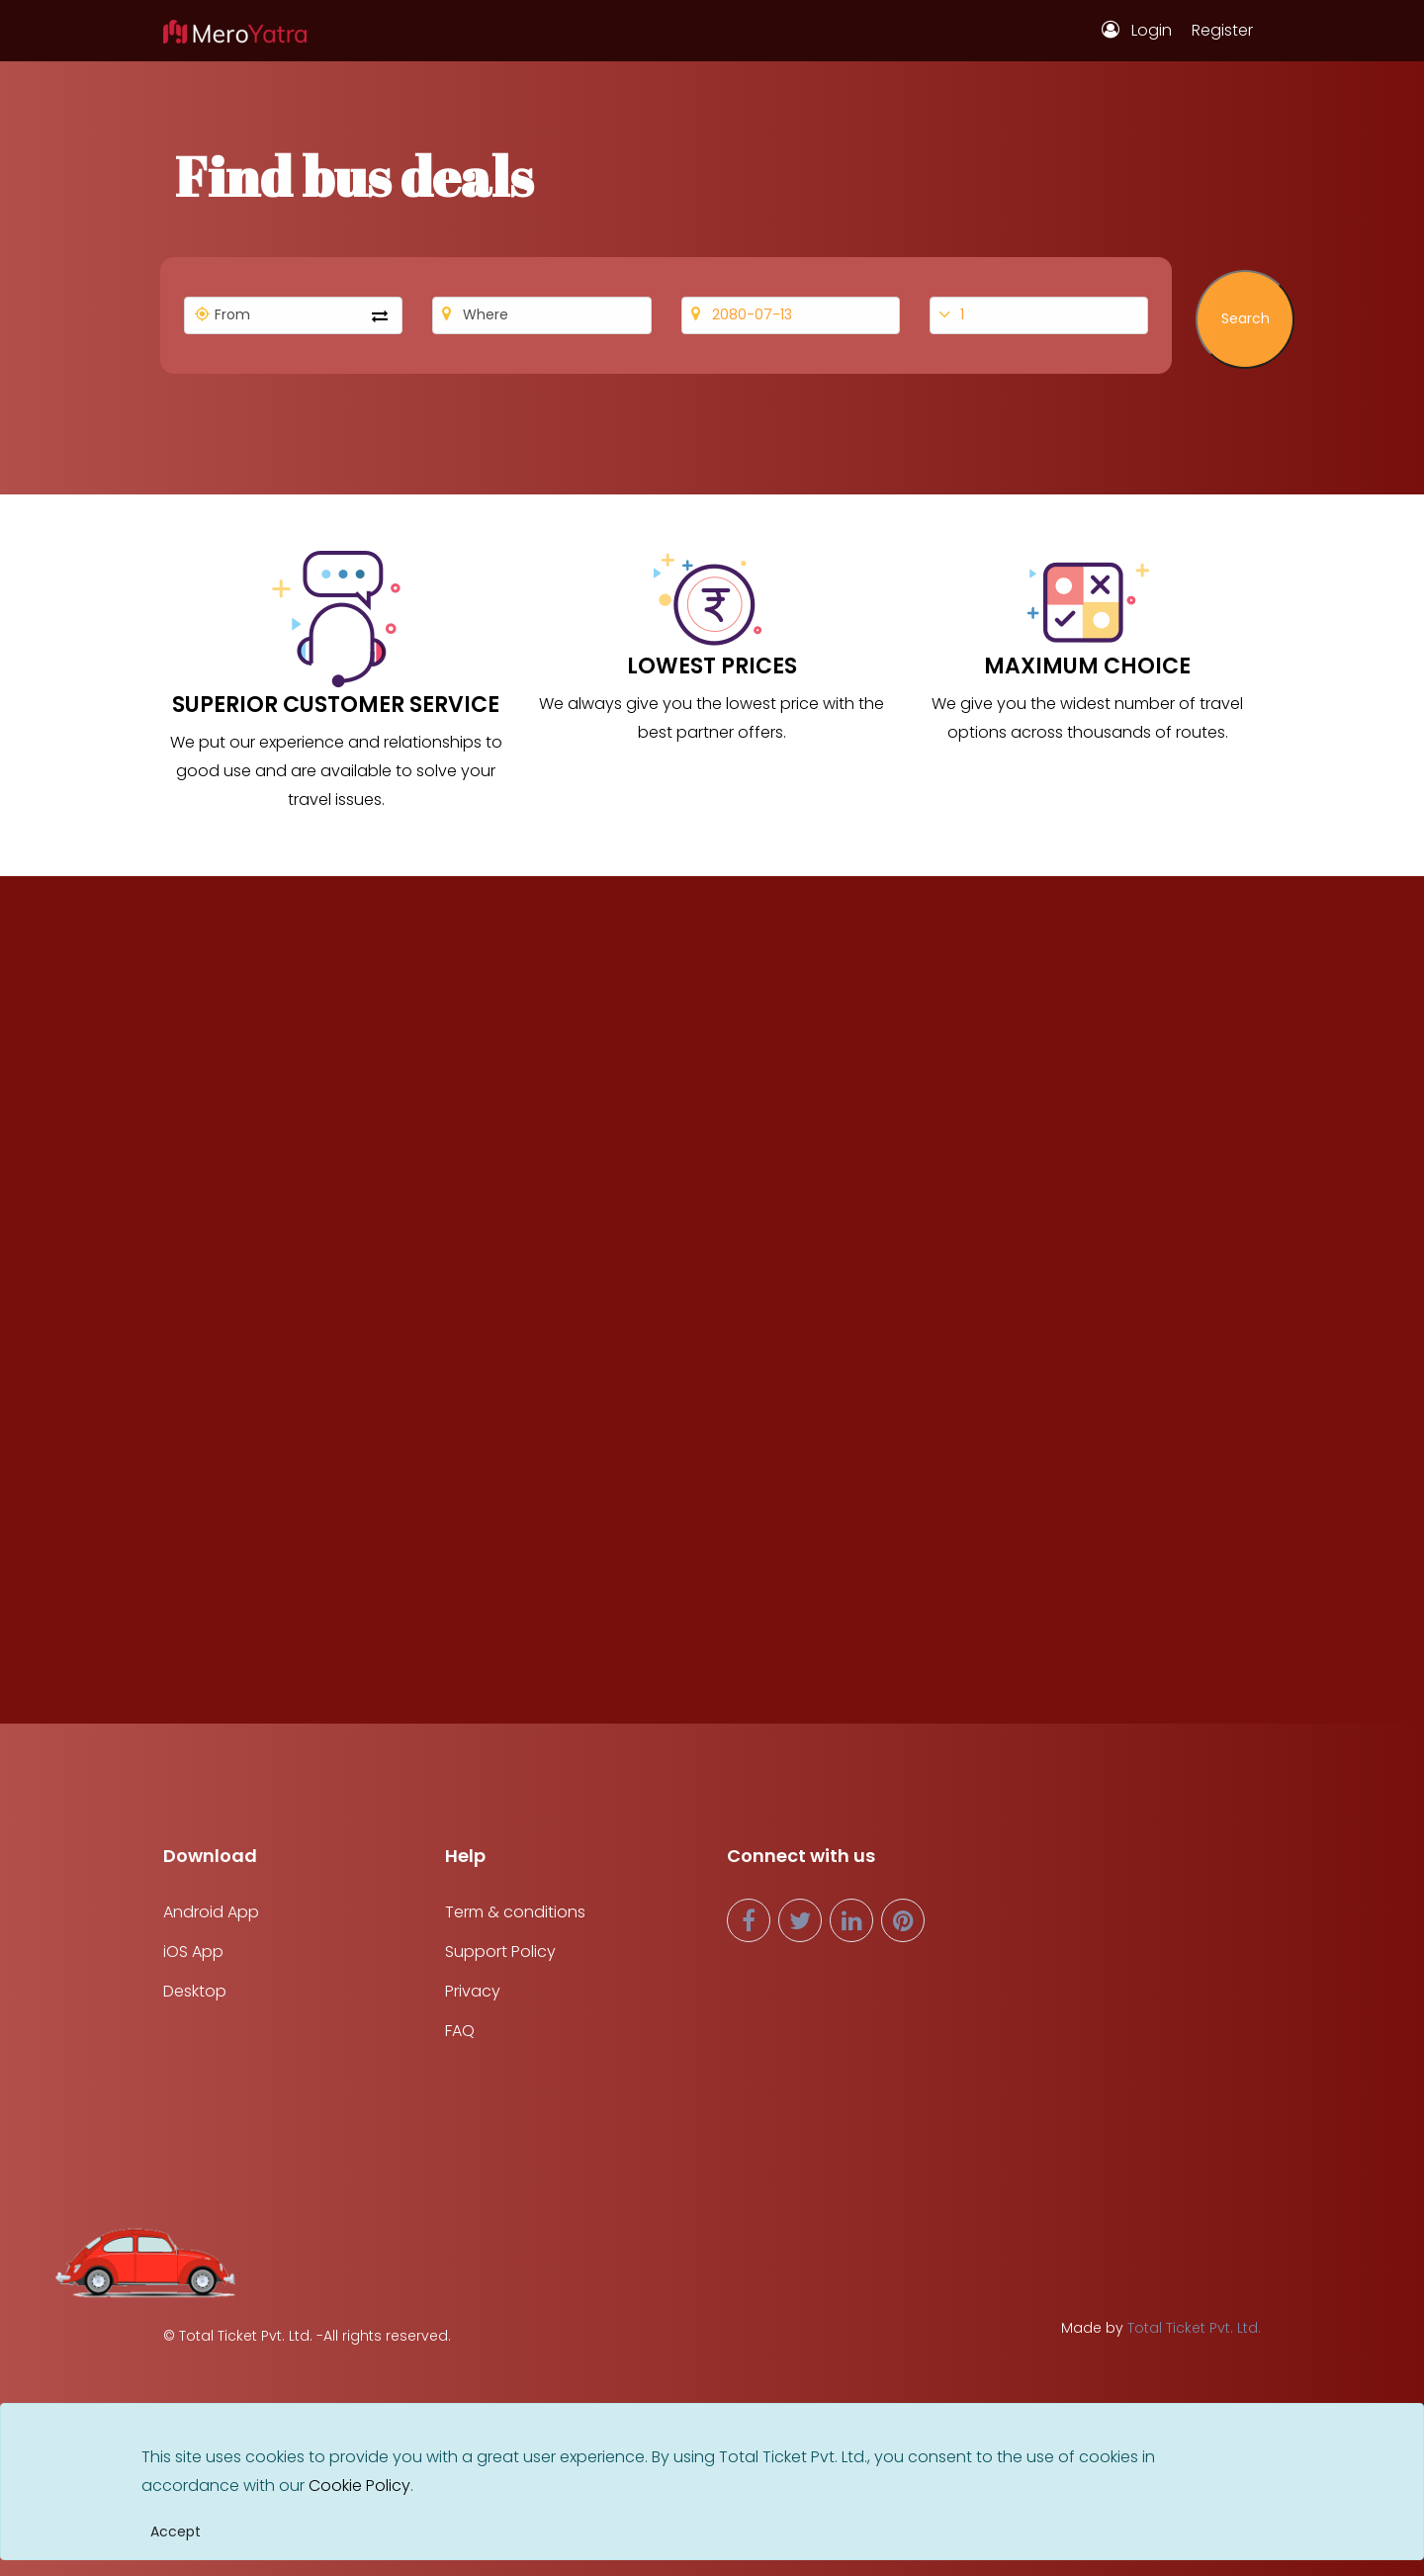 MeroYatra
Login Register
Find bus deals
From
Where
2080-07-13
1
Search
SUPERIOR CUSTOMER SERVICE
We put our experience and relationships to
good use and are available to solve your
travel issues.
LOWEST PRICES
We always give you the lowest price with the
best partner offers.
MAXIMUM CHOICE
We give you the widest number of travel
options across thousands of routes.
Download
Android App
iOS App
Desktop
Help
Term & conditions
Support Policy
Privacy
FAQ
Connect with us
© Total Ticket Pvt. Ltd. -All rights reserved.
Made by Total Ticket Pvt. Ltd.
This site uses cookies to provide you with a great user experience. By using Total Ticket Pvt. Ltd., you consent to the use of cookies in
accordance with our Cookie Policy.
Accept